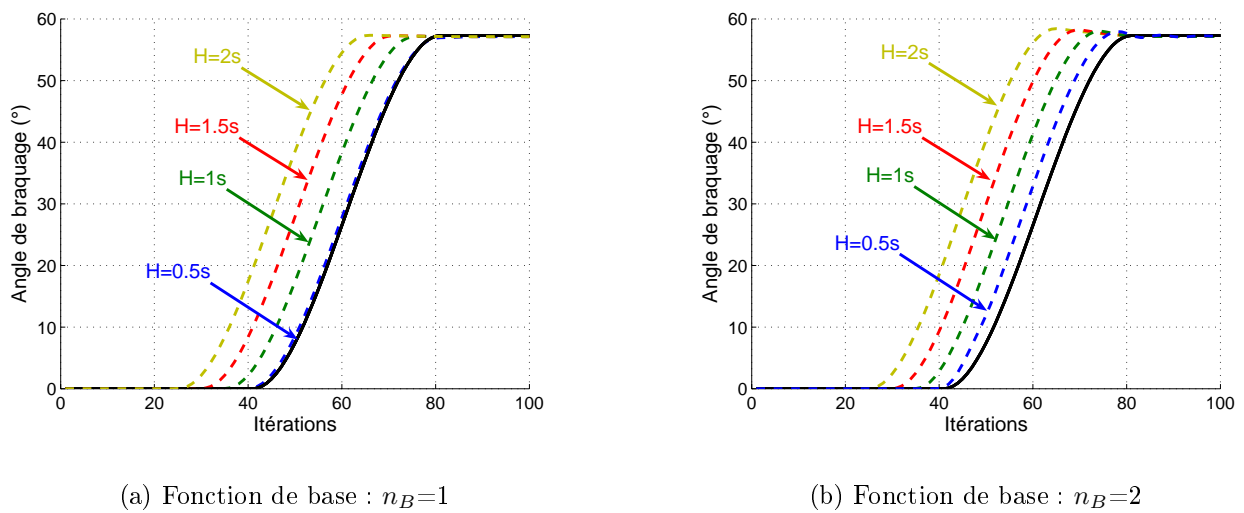 60
50
40
30
20
10
0
0 20 40 60 80 100
Angle de braquage (°)
Itérations
H=2s
H=1.5s
H=1s
H=0.5s
(a) Fonction de base : n_B=1
60
50
40
30
20
10
0
0 20 40 60 80 100
Angle de braquage (°)
Itérations
H=2s
H=1.5s
H=1s
H=0.5s
(b) Fonction de base : n_B=2